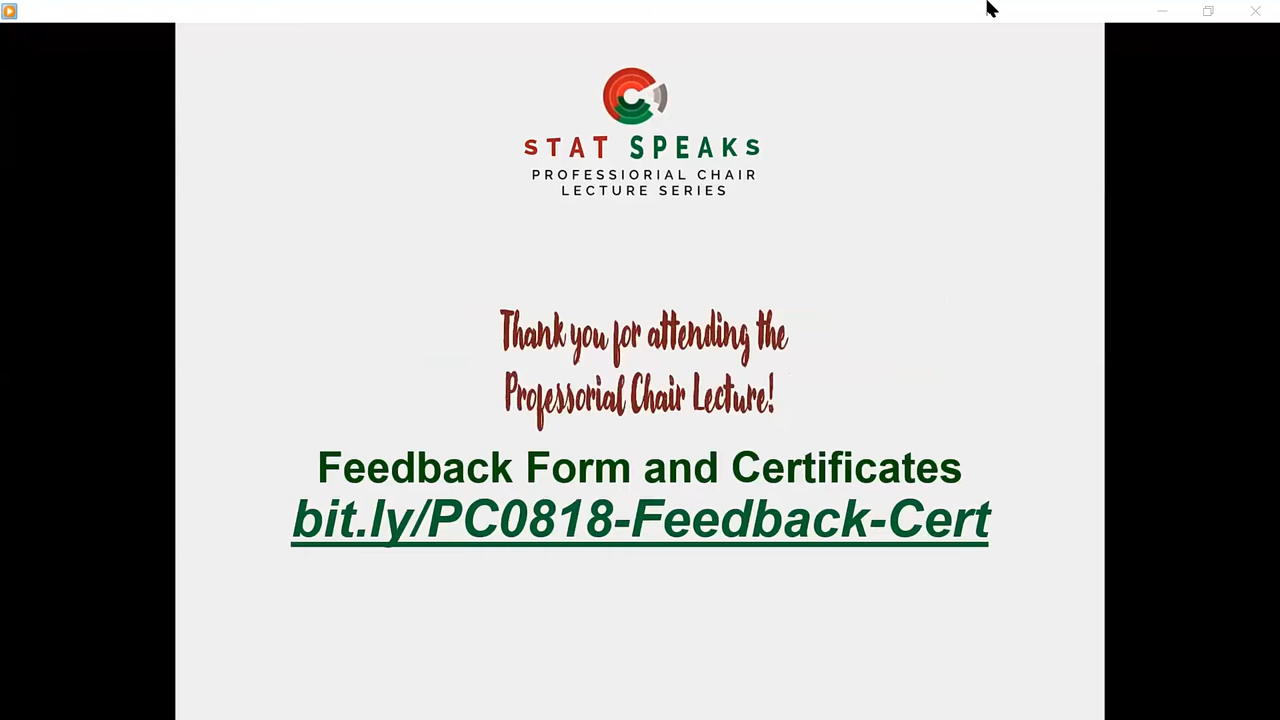 STAT SPEAKS
PROFESSIORIAL CHAIR
LECTURE SERIES
Thank you for attending the
Professorial Chair Lecture!
Feedback Form and Certificates
bit.ly/PC0818-Feedback-Cert